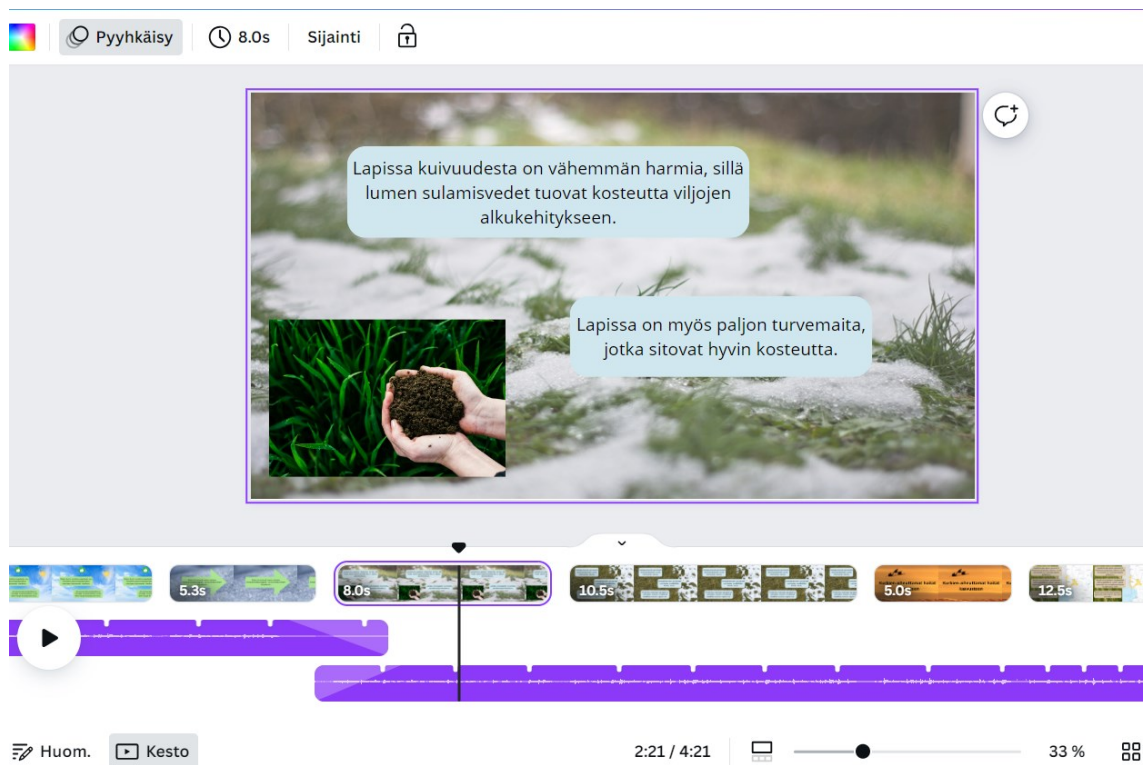 Pyyhkäisy
8.0s
Sijainti
Lapissa kuivuudesta on vähemmän harmia, sillä
lumen sulamisvedet tuovat kosteutta viljojen
alkukehitykseen.
Lapissa on myös paljon turvemaita,
jotka sitovat hyvin kosteutta.
5.3s
8.0s
10.5s
5.0s
12.5s
Huom.
Kesto
2:21 / 4:21
33 %